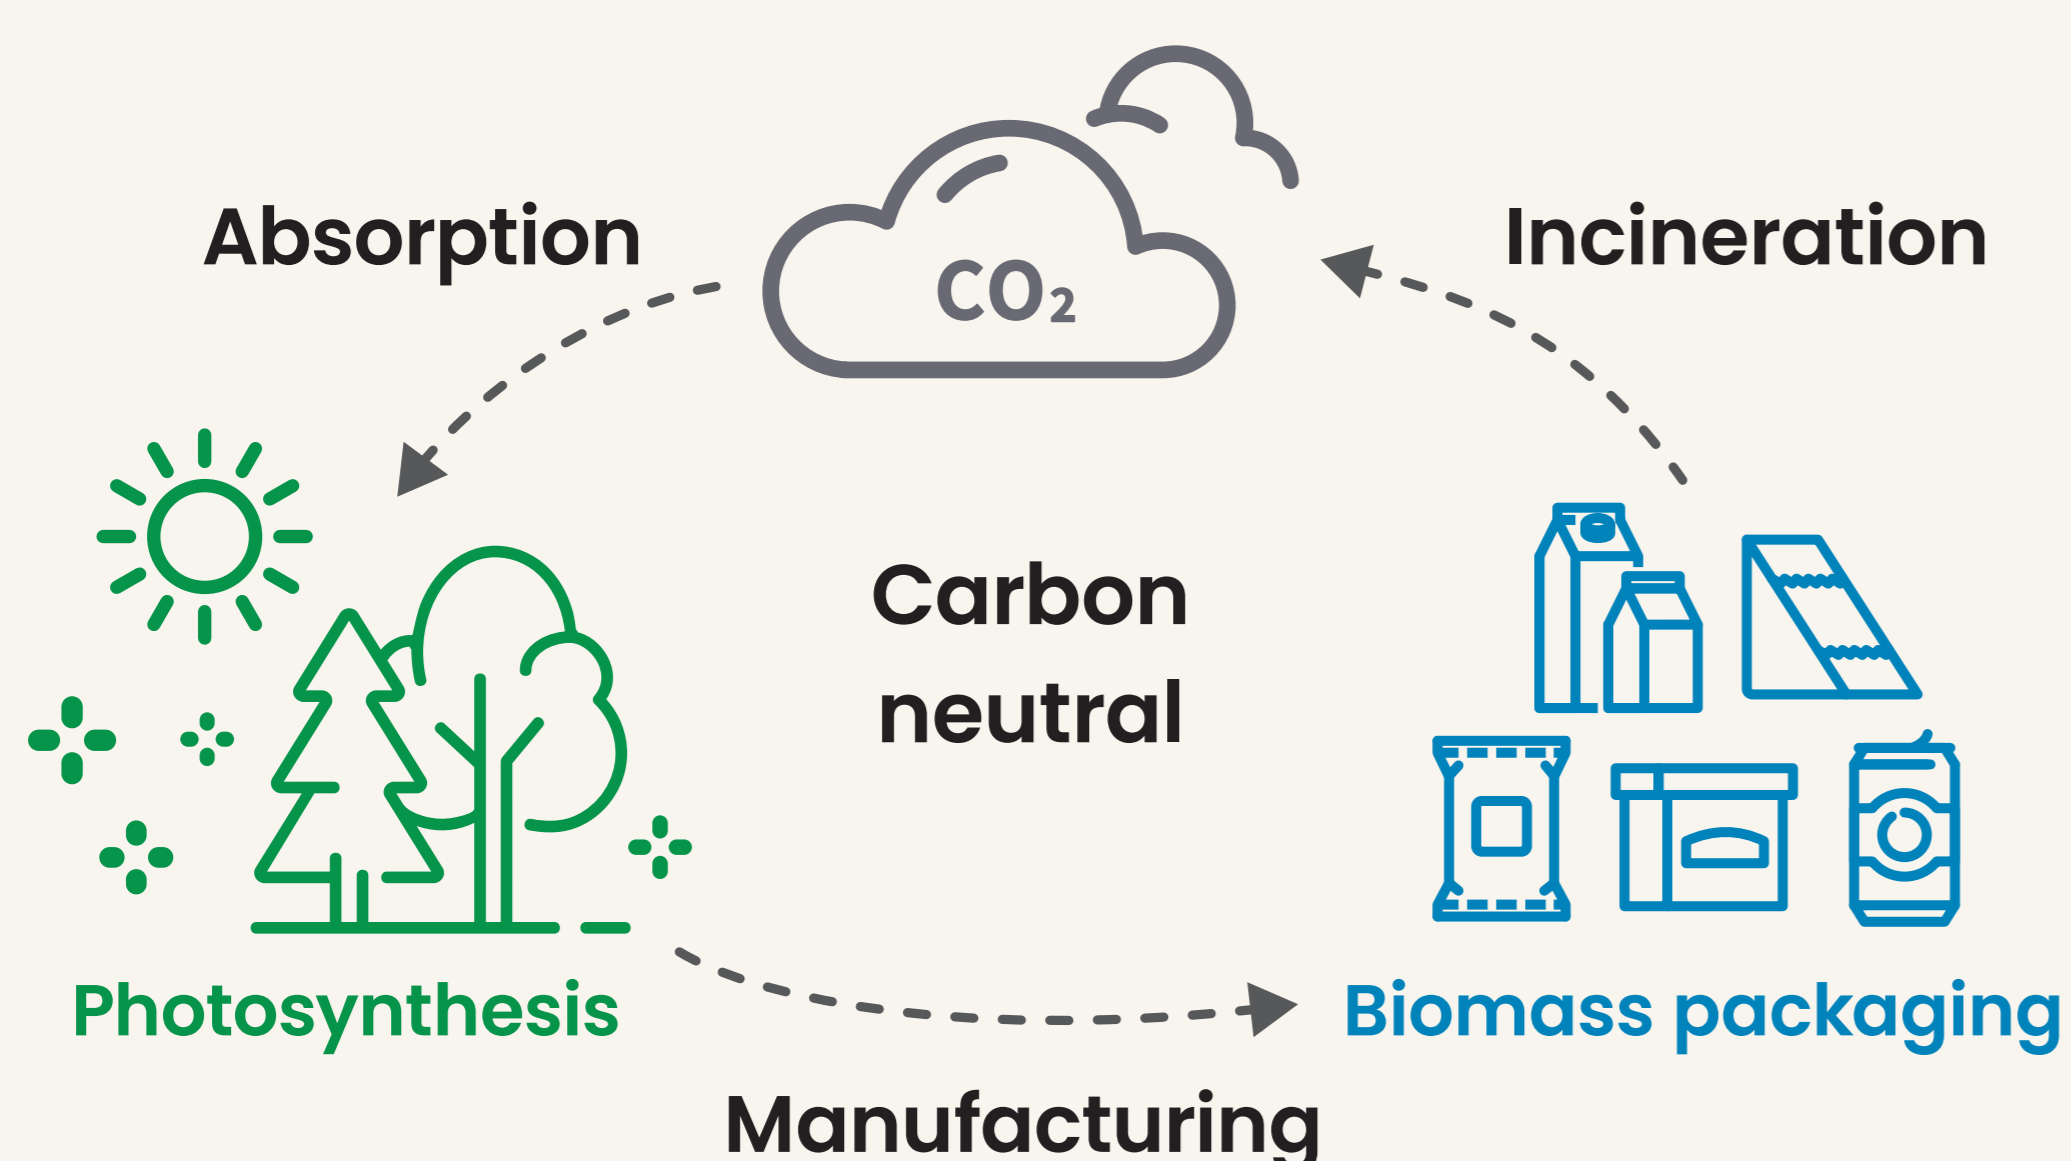 Absorption
CO₂
Incineration
Carbon
neutral
Photosynthesis
Biomass packaging
Manufacturing